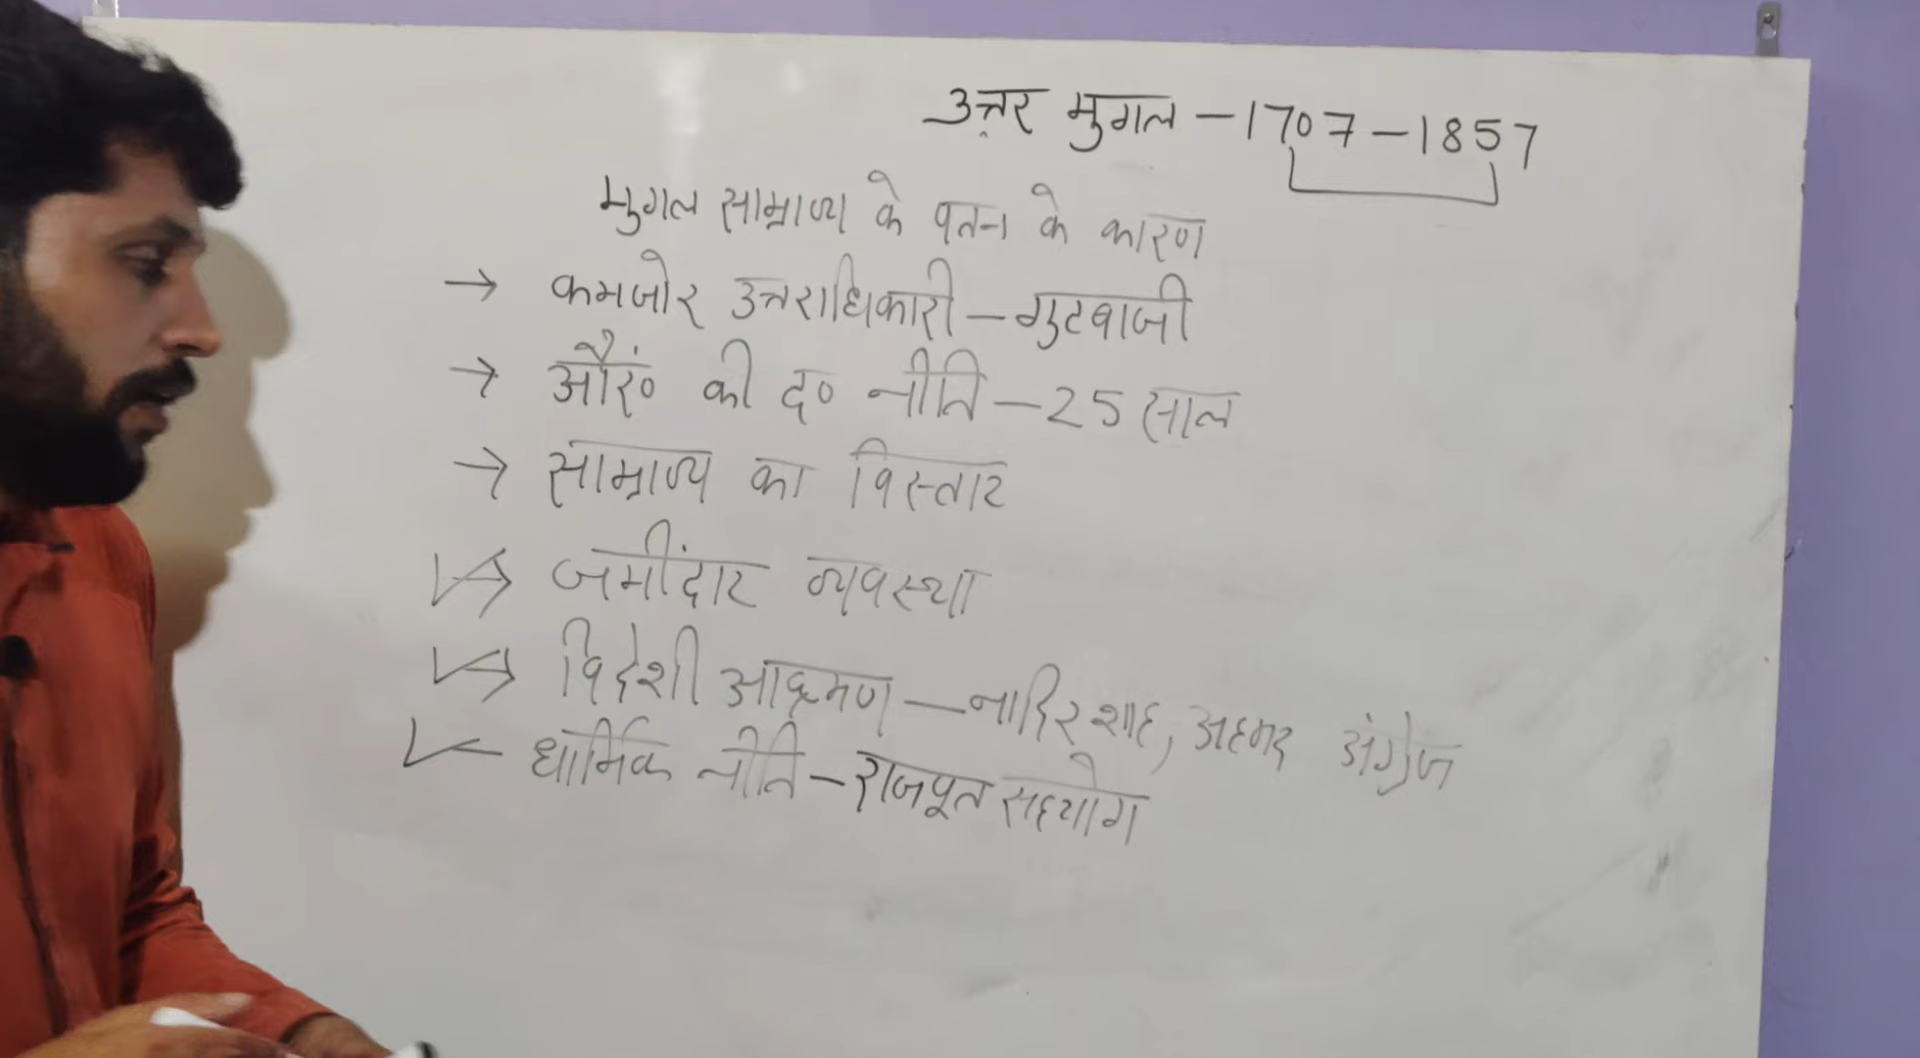 उत्तर मुगल – 1707 – 1857
मुगल साम्राज्य के पतन के कारण
→ कमजोर उत्तराधिकारी – गुटबाजी
→ औरं० की द० नीति – 25 साल
→ साम्राज्य का विस्तार
→ जमींदार व्यवस्था
→ विदेशी आक्रमण – नादिरशाह, अहमद अंग्रेज
धार्मिक नीति – राजपूत सहयोग